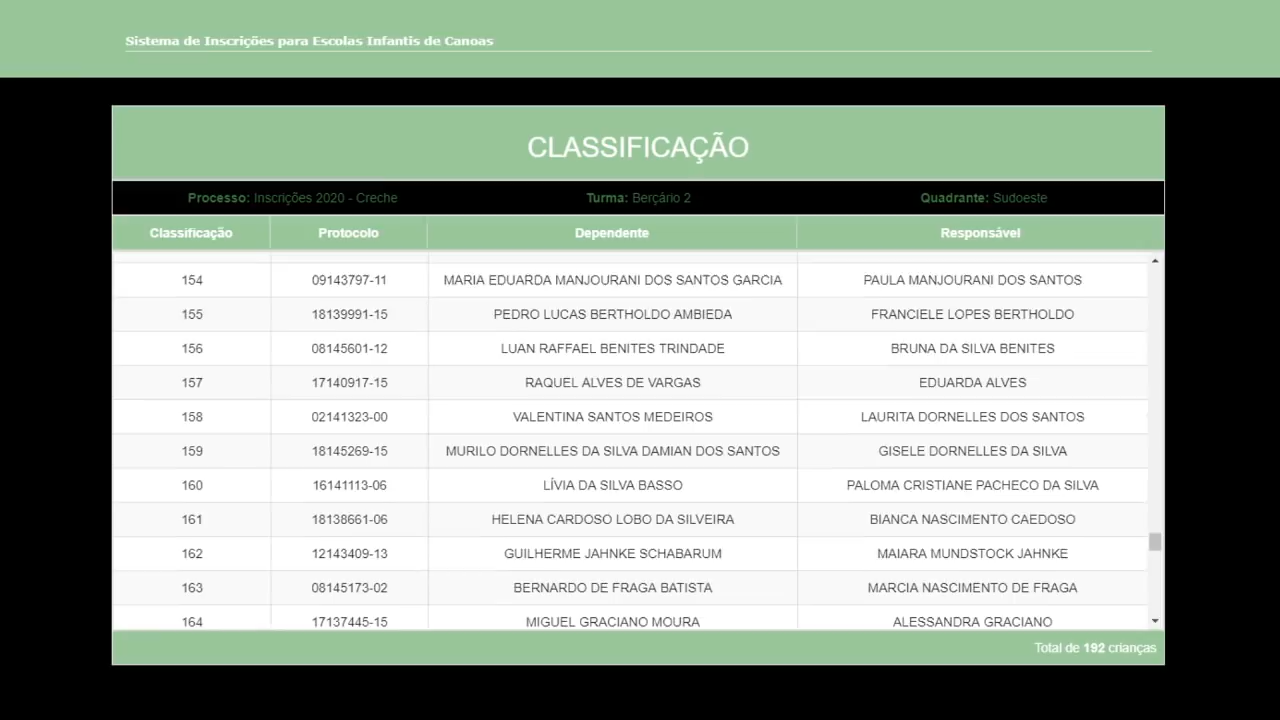 Sistema de Inscrições para Escolas Infantis de Canoas
CLASSIFICAÇÃO
Processo: Inscrições 2020 - Creche Turma: Berçário 2 Quadrante: Sudoeste
Classificação Protocolo Dependente Responsável
154 09143797-11 MARIA EDUARDA MANJOURANI DOS SANTOS GARCIA PAULA MANJOURANI DOS SANTOS
155 18139991-15 PEDRO LUCAS BERTHOLDO AMBIEDA FRANCIELE LOPES BERTHOLDO
156 08145601-12 LUAN RAFFAEL BENITES TRINDADE BRUNA DA SILVA BENITES
157 17140917-15 RAQUEL ALVES DE VARGAS EDUARDA ALVES
158 02141323-00 VALENTINA SANTOS MEDEIROS LAURITA DORNELLES DOS SANTOS
159 18145269-15 MURILO DORNELLES DA SILVA DAMIAN DOS SANTOS GISELE DORNELLES DA SILVA
160 16141113-06 LÍVIA DA SILVA BASSO PALOMA CRISTIANE PACHECO DA SILVA
161 18138661-06 HELENA CARDOSO LOBO DA SILVEIRA BIANCA NASCIMENTO CAEDOSO
162 12143409-13 GUILHERME JAHNKE SCHABARUM MAIARA MUNDSTOCK JAHNKE
163 08145173-02 BERNARDO DE FRAGA BATISTA MARCIA NASCIMENTO DE FRAGA
164 17137445-15 MIGUEL GRACIANO MOURA ALESSANDRA GRACIANO
Total de 192 crianças